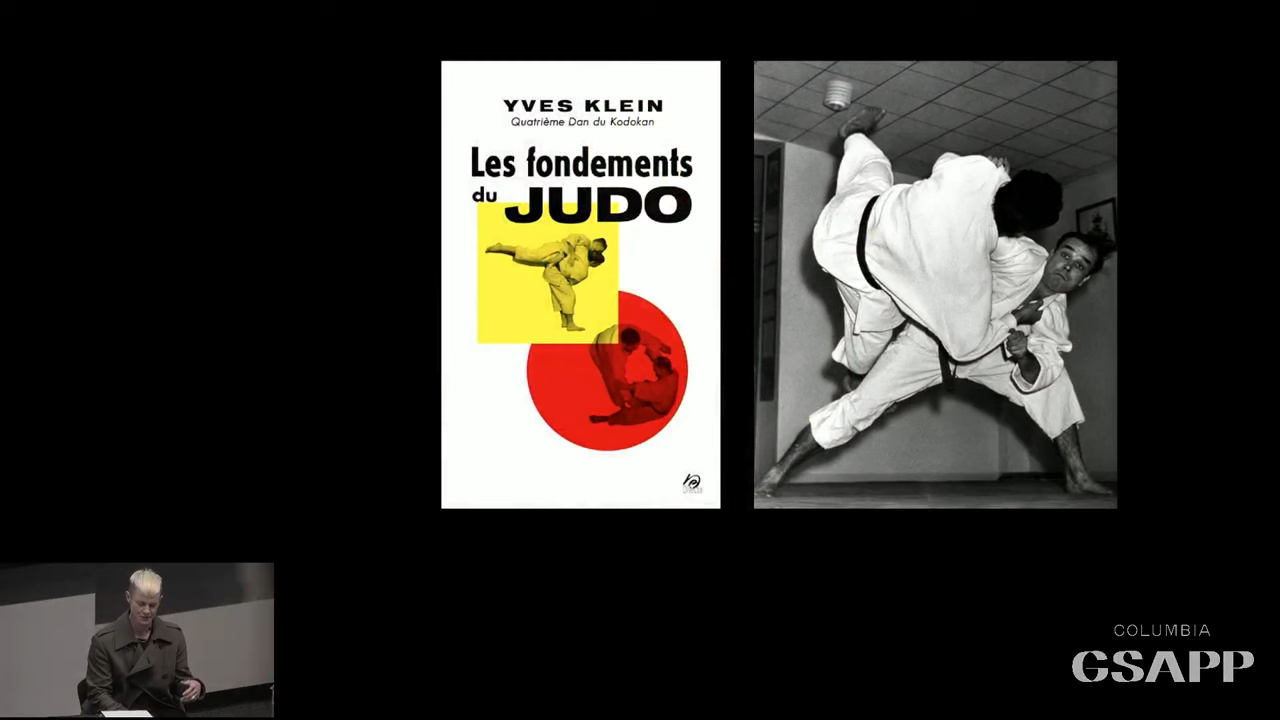 YVES KLEIN
Quatrième Dan du Kodokan
Les fondements
du JUDO
COLUMBIA
GSAPP